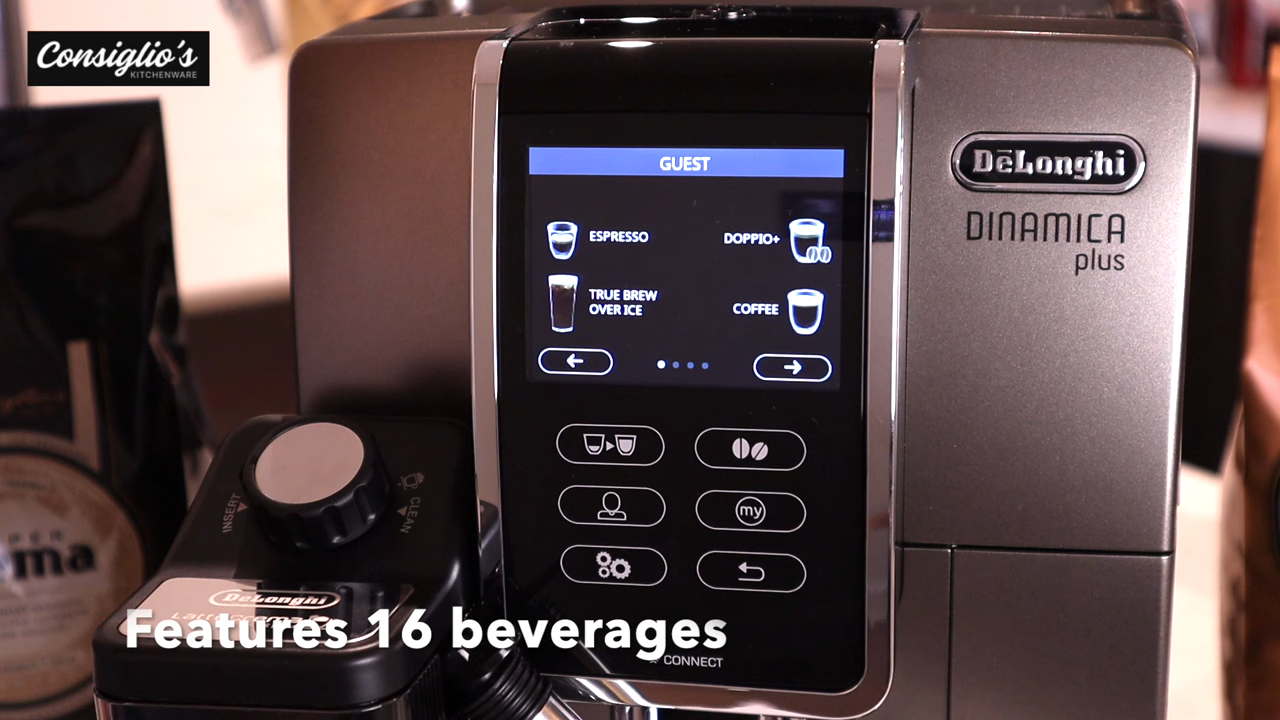 Consiglio's
KITCHENWARE
GUEST
ESPRESSO
DOPPIO+
TRUE BREW
OVER ICE
COFFEE
DēLonghi
DINAMICA
plus
my
INSERT
CLEAN
DēLonghi
Features 16 beverages
CONNECT